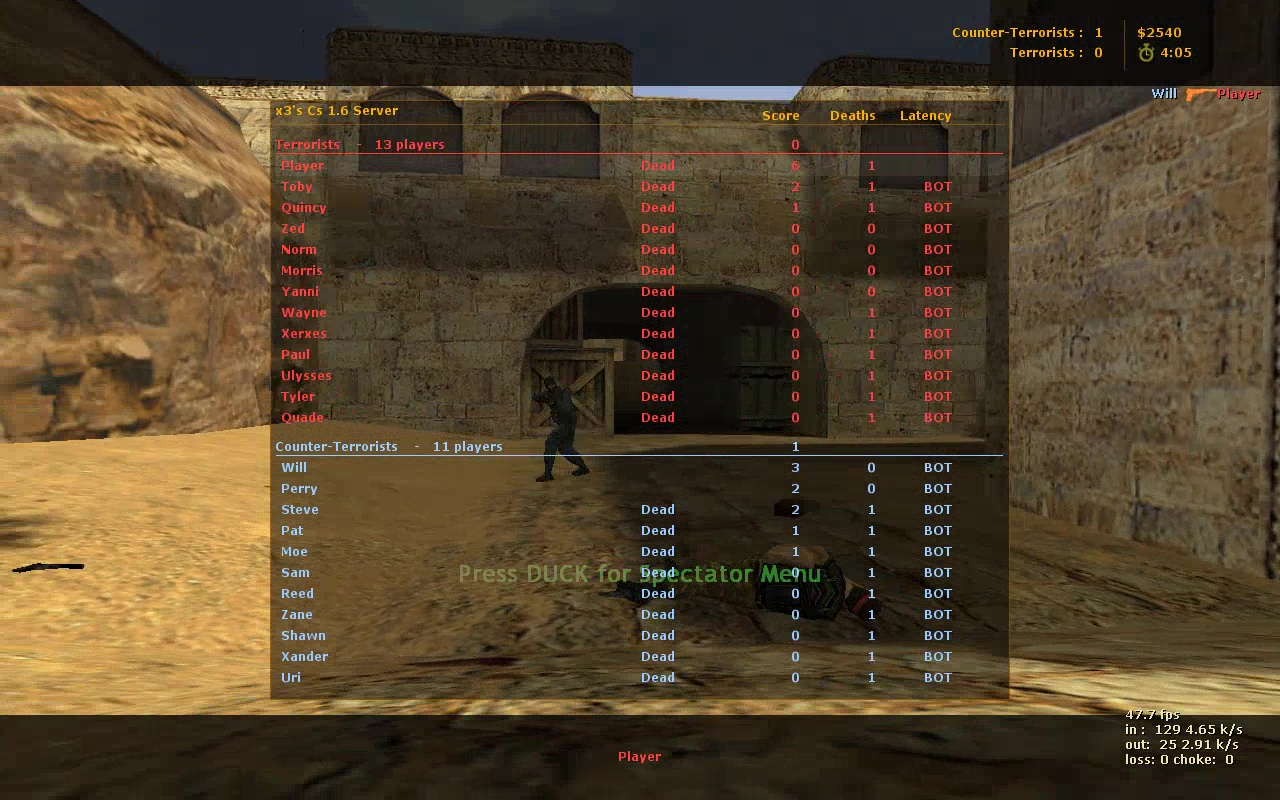 Counter-Terrorists : 1 $2540
Terrorists : 0 4:05
Will Player
x3's Cs 1.6 Server
Score Deaths Latency
Terrorists - 13 players 0
Player Dead 6 1
Toby Dead 2 1 BOT
Quincy Dead 1 1 BOT
Zed Dead 0 0 BOT
Norm Dead 0 0 BOT
Morris Dead 0 0 BOT
Yanni Dead 0 0 BOT
Wayne Dead 0 1 BOT
Xerxes Dead 0 1 BOT
Paul Dead 0 1 BOT
Ulysses Dead 0 1 BOT
Tyler Dead 0 1 BOT
Quade Dead 0 1 BOT
Counter-Terrorists - 11 players 1
Will 3 0 BOT
Perry 2 0 BOT
Steve Dead 2 1 BOT
Pat Dead 1 1 BOT
Moe Dead 1 1 BOT
Sam Dead 0 1 BOT
Press DUCK for Spectator Menu
Reed Dead 0 1 BOT
Zane Dead 0 1 BOT
Shawn Dead 0 1 BOT
Xander Dead 0 1 BOT
Uri Dead 0 1 BOT
47.7 fps
in : 129 4.65 k/s
out: 25 2.91 k/s
loss: 0 choke: 0
Player